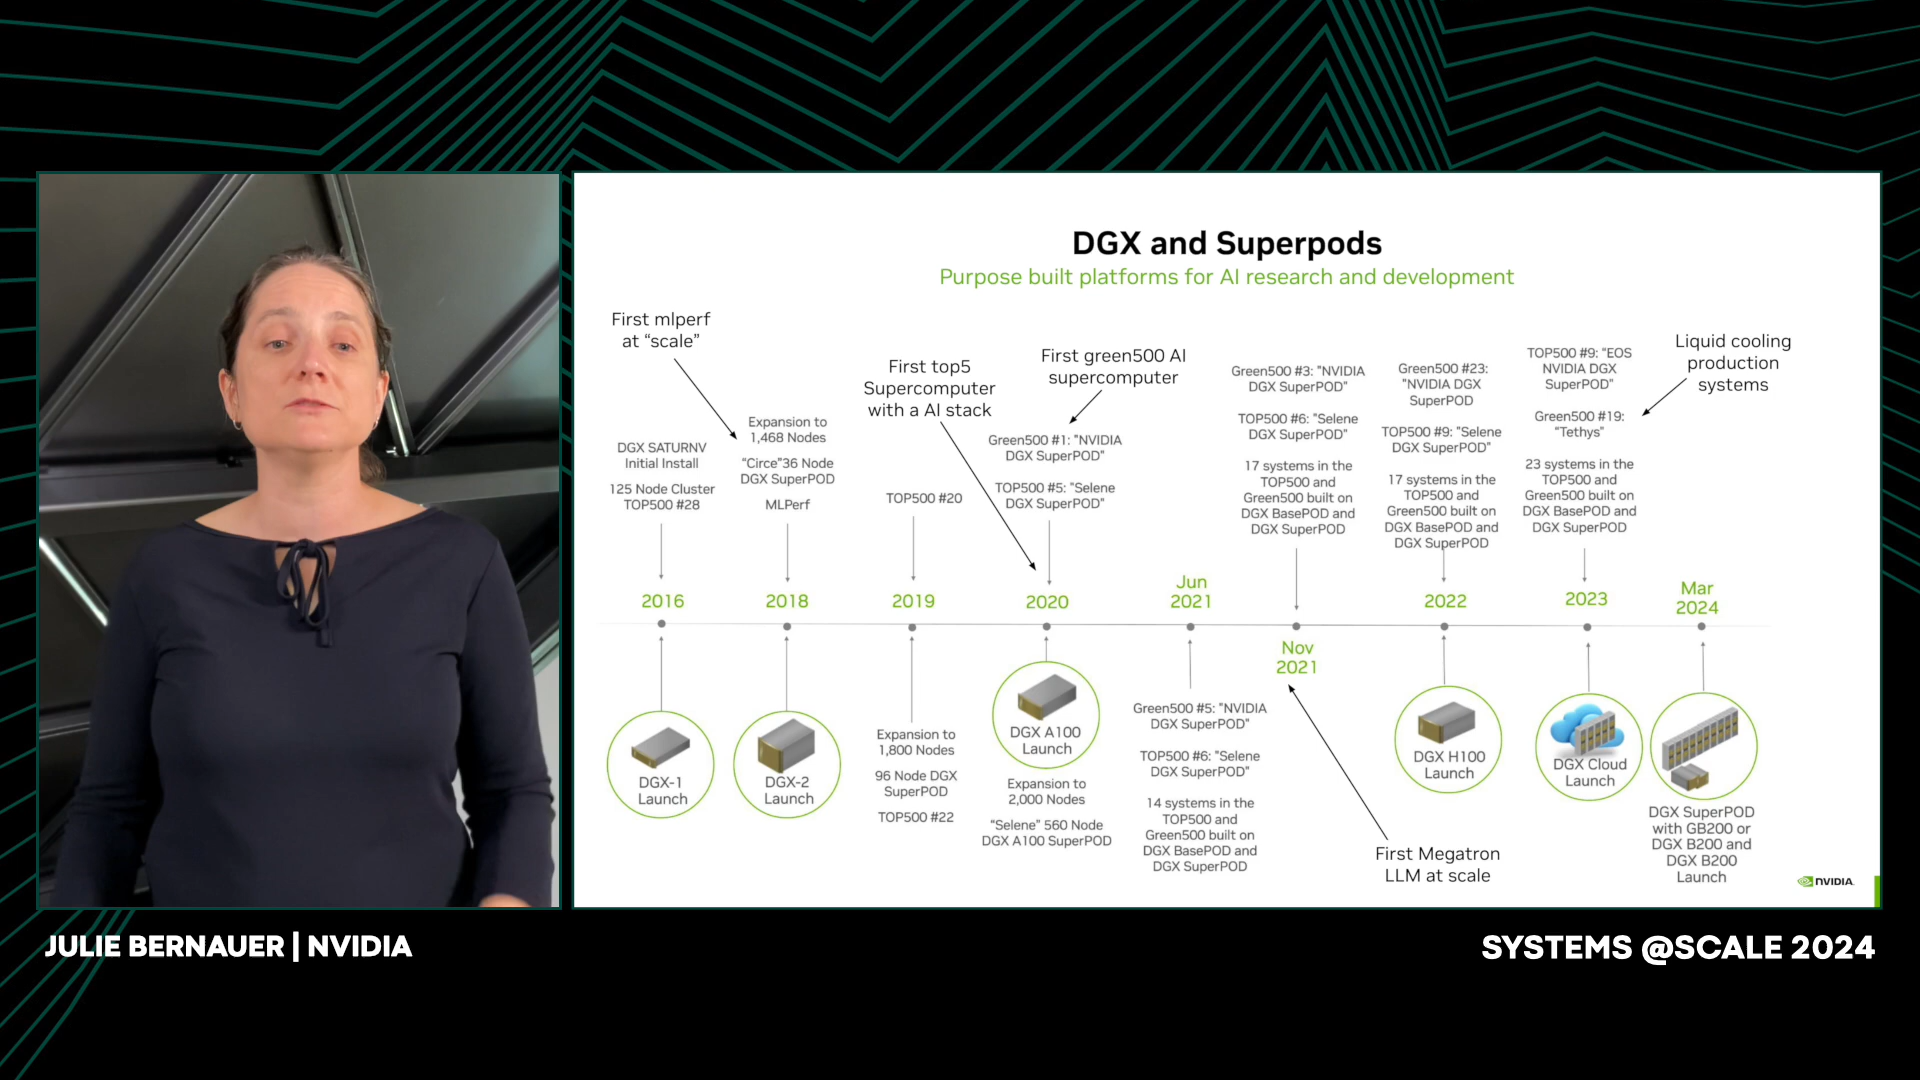 DGX and Superpods
Purpose built platforms for AI research and development
First mlperf
at “scale”
First top5
Supercomputer
with a AI stack
First green500 AI
supercomputer
Liquid cooling
production
systems
DGX SATURNV
Initial Install
125 Node Cluster
TOP500 #28
Expansion to
1,468 Nodes
“Circe”36 Node
DGX SuperPOD
MLPerf
TOP500 #20
Green500 #1: "NVIDIA
DGX SuperPOD"
TOP500 #5: "Selene
DGX SuperPOD"
Green500 #3: "NVIDIA
DGX SuperPOD"
TOP500 #6: "Selene
DGX SuperPOD"
17 systems in the
TOP500 and
Green500 built on
DGX BasePOD and
DGX SuperPOD
Green500 #23:
"NVIDIA DGX
SuperPOD
TOP500 #9: "Selene
DGX SuperPOD"
17 systems in the
TOP500 and
Green500 built on
DGX BasePOD and
DGX SuperPOD
TOP500 #9: "EOS
NVIDIA DGX
SuperPOD"
Green500 #19:
"Tethys"
23 systems in the
TOP500 and
Green500 built on
DGX BasePOD and
DGX SuperPOD
2016
2018
2019
2020
Jun
2021
Nov
2021
2022
2023
Mar
2024
DGX-1
Launch
DGX-2
Launch
Expansion to
1,800 Nodes
96 Node DGX
SuperPOD
TOP500 #22
DGX A100
Launch
Expansion to
2,000 Nodes
“Selene” 560 Node
DGX A100 SuperPOD
Green500 #5: "NVIDIA
DGX SuperPOD"
TOP500 #6: "Selene
DGX SuperPOD"
14 systems in the
TOP500 and
Green500 built on
DGX BasePOD and
DGX SuperPOD
First Megatron
LLM at scale
DGX H100
Launch
DGX Cloud
Launch
DGX SuperPOD
with GB200 or
DGX B200 and
DGX B200
Launch
NVIDIA
JULIE BERNAUER | NVIDIA
SYSTEMS @SCALE 2024